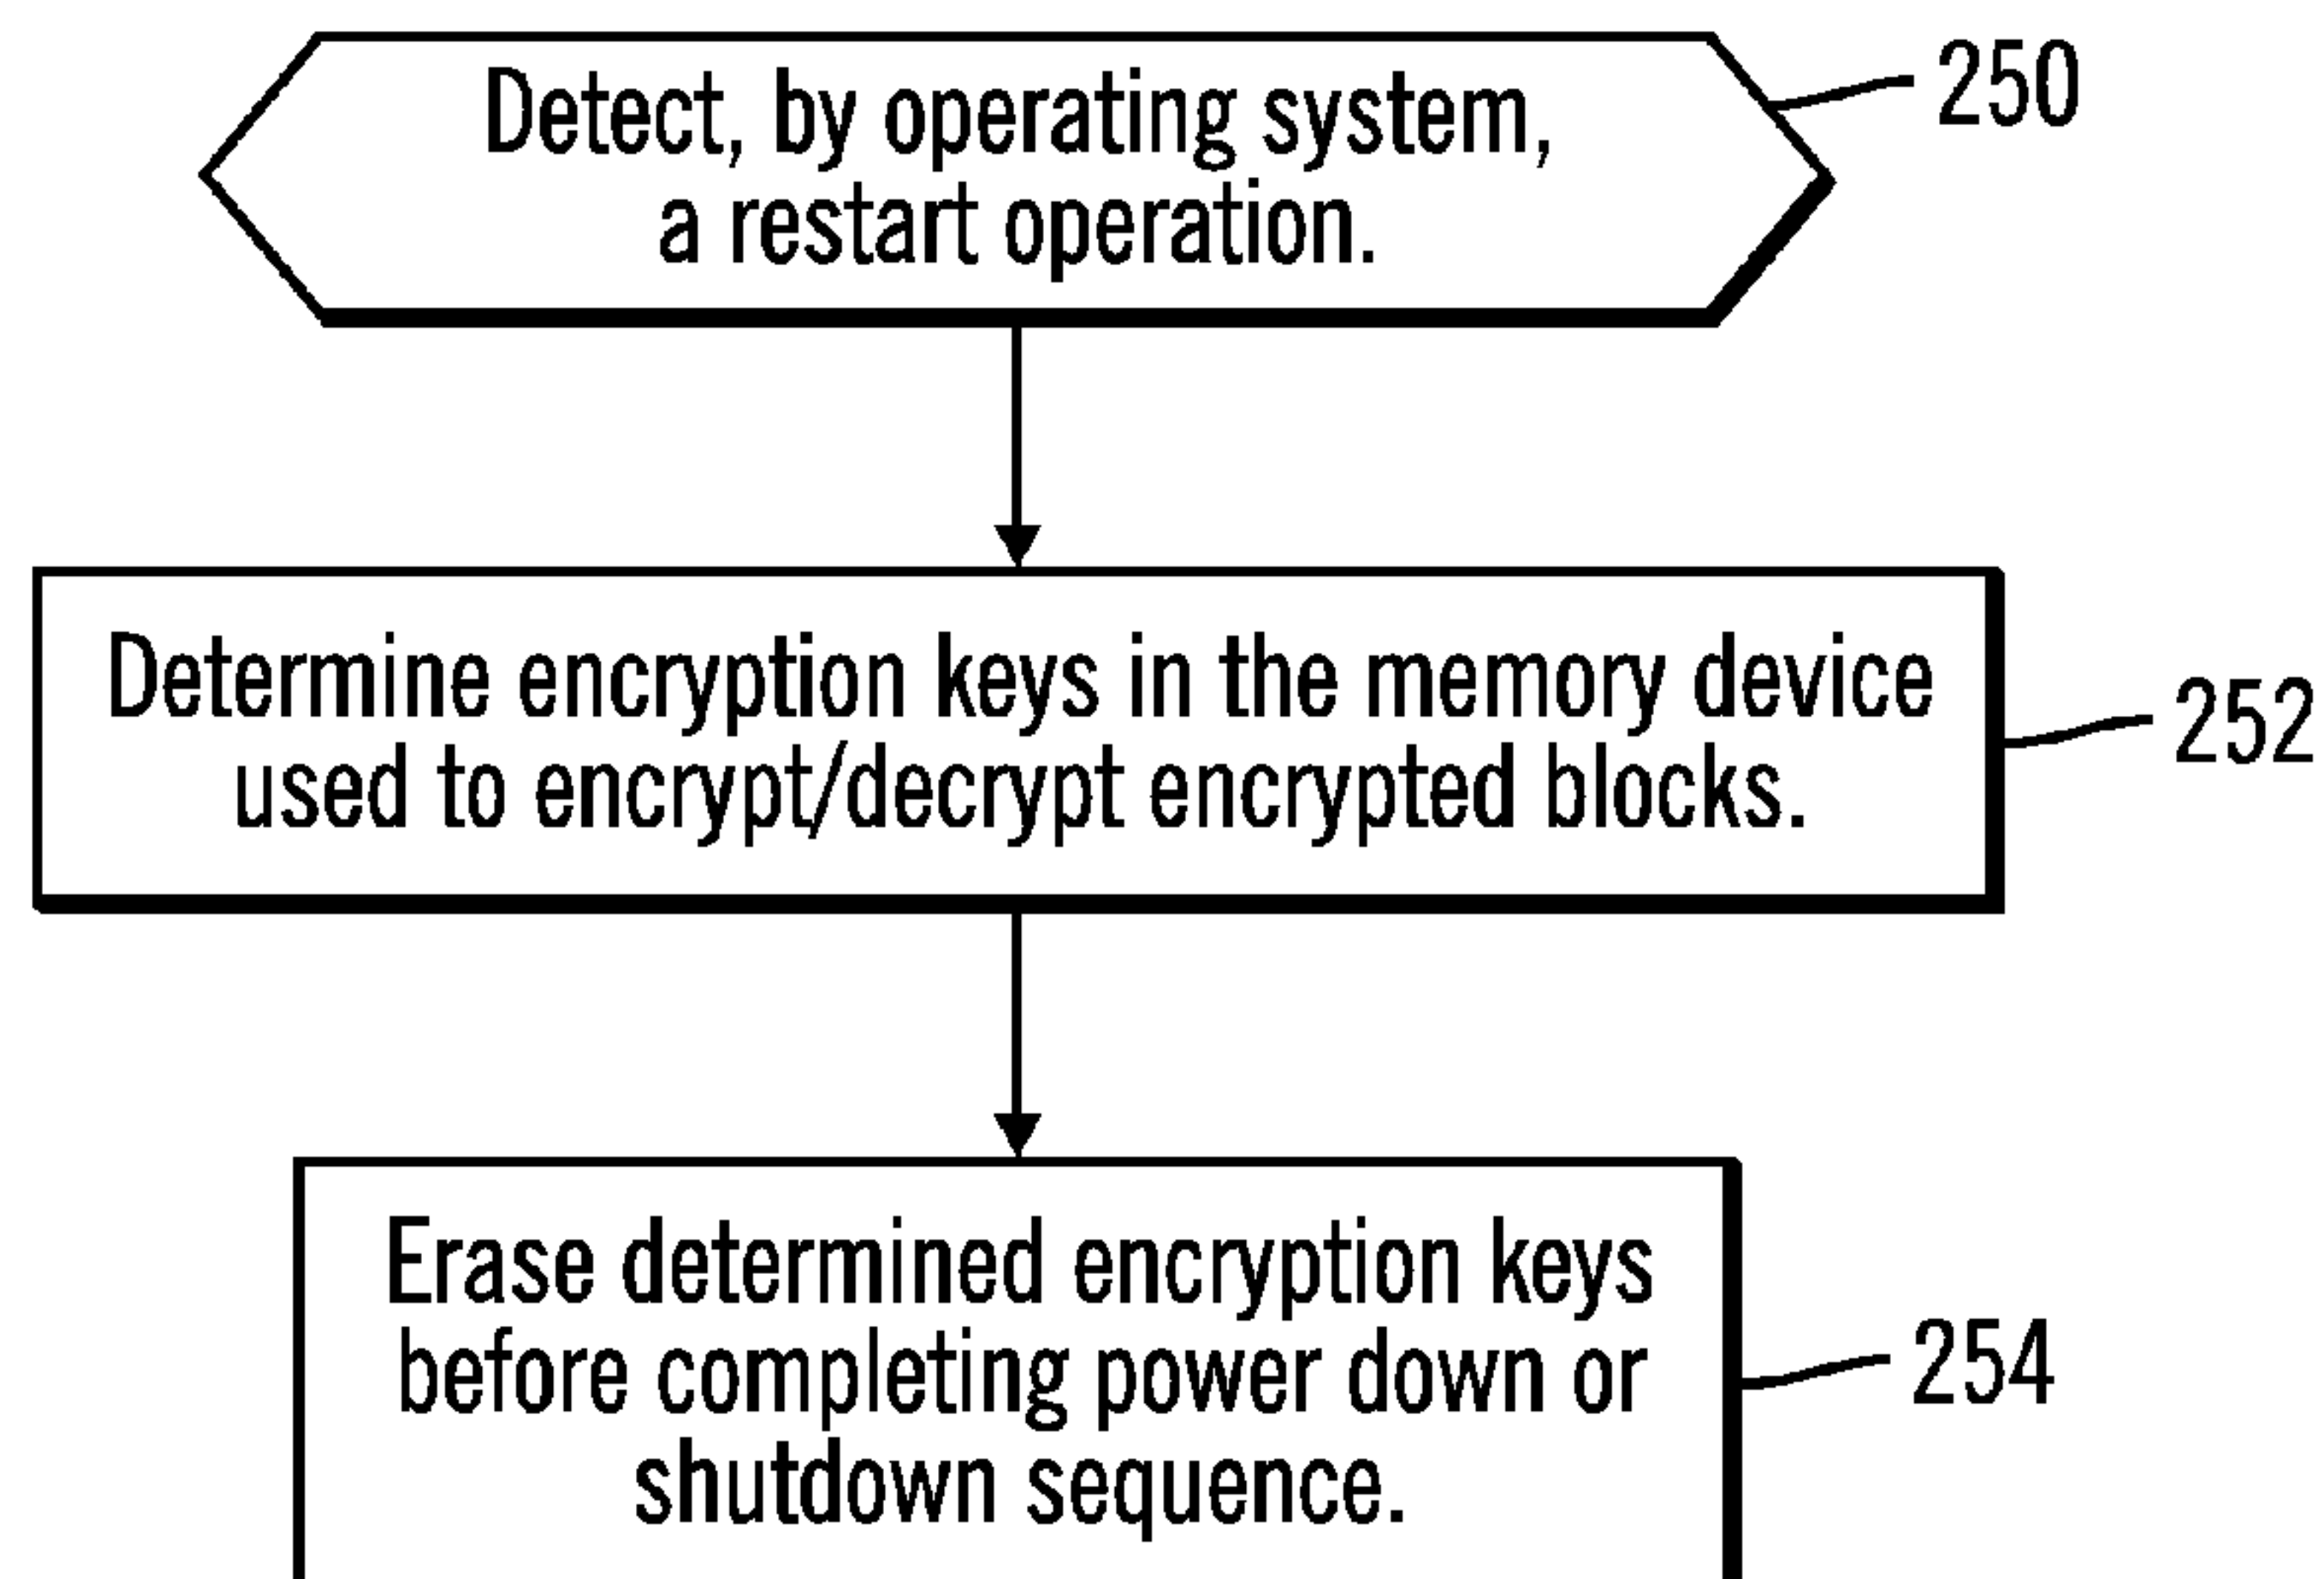 Detect, by operating system,
a restart operation.
250
Determine encryption keys in the memory device
used to encrypt/decrypt encrypted blocks.
252
Erase determined encryption keys
before completing power down or
shutdown sequence.
254